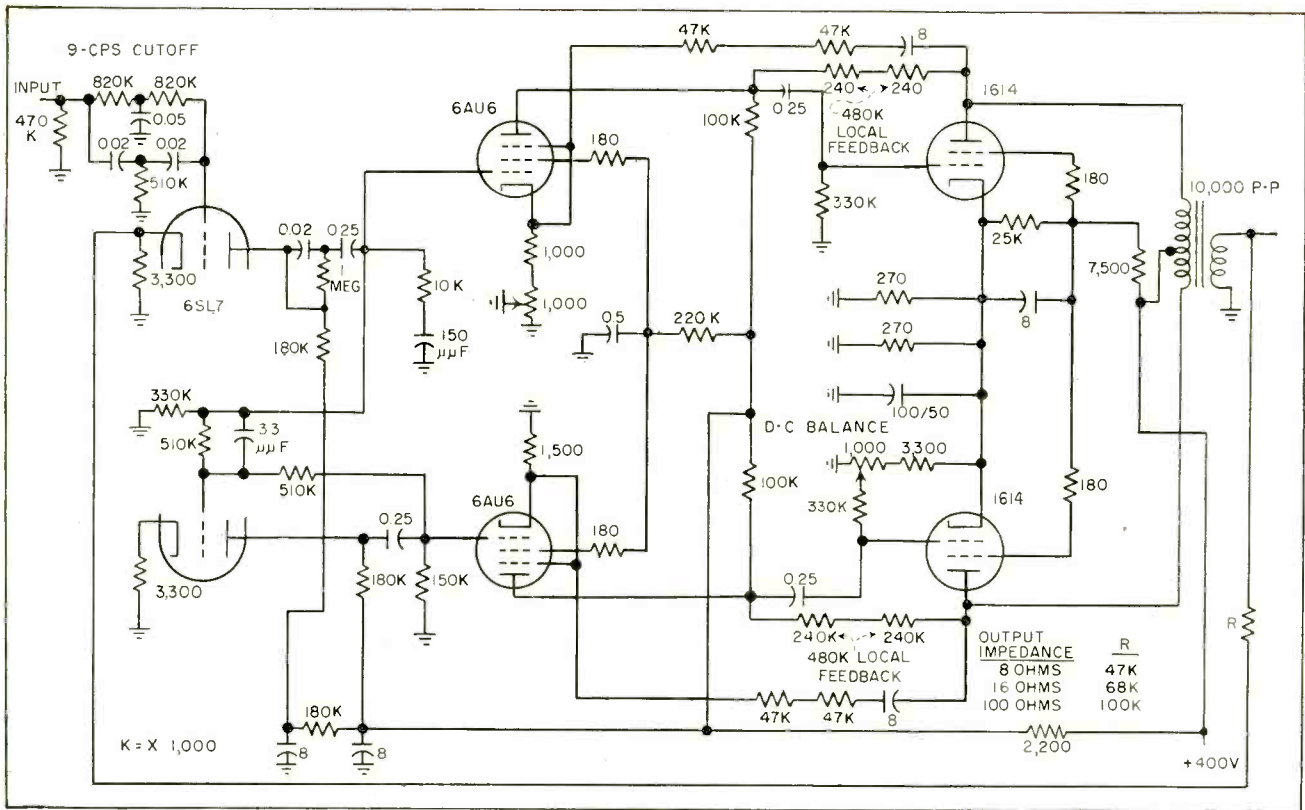 9-CPS CUTOFF
820K 820K
INPUT
470
K
0.05
0.02 0.02
510K
3,300
6SL7
0.02 0.25
1
MEG
10K
150
μμF
180K
330K
510K
33
μμF
510K
3,300
180K
0.25
150K
180K
8
8
K = X 1,000
6AU6
180
1,000
1,000
0.5
220 K
1,500
6AU6
180
47K
47K
8
240 240
480K
LOCAL
FEEDBACK
0.25
100K
330K
1614
180
25K
7,500
10,000 P-P
270
270
8
100/50
D-C BALANCE
1,000 3,300
330K
100K
1614
180
0.25
240K 240K
480K LOCAL
FEEDBACK
47K 47K 8
OUTPUT
IMPEDANCE R
8 OHMS 47K
16 OHMS 68K
100 OHMS 100K
R
2,200
+400V